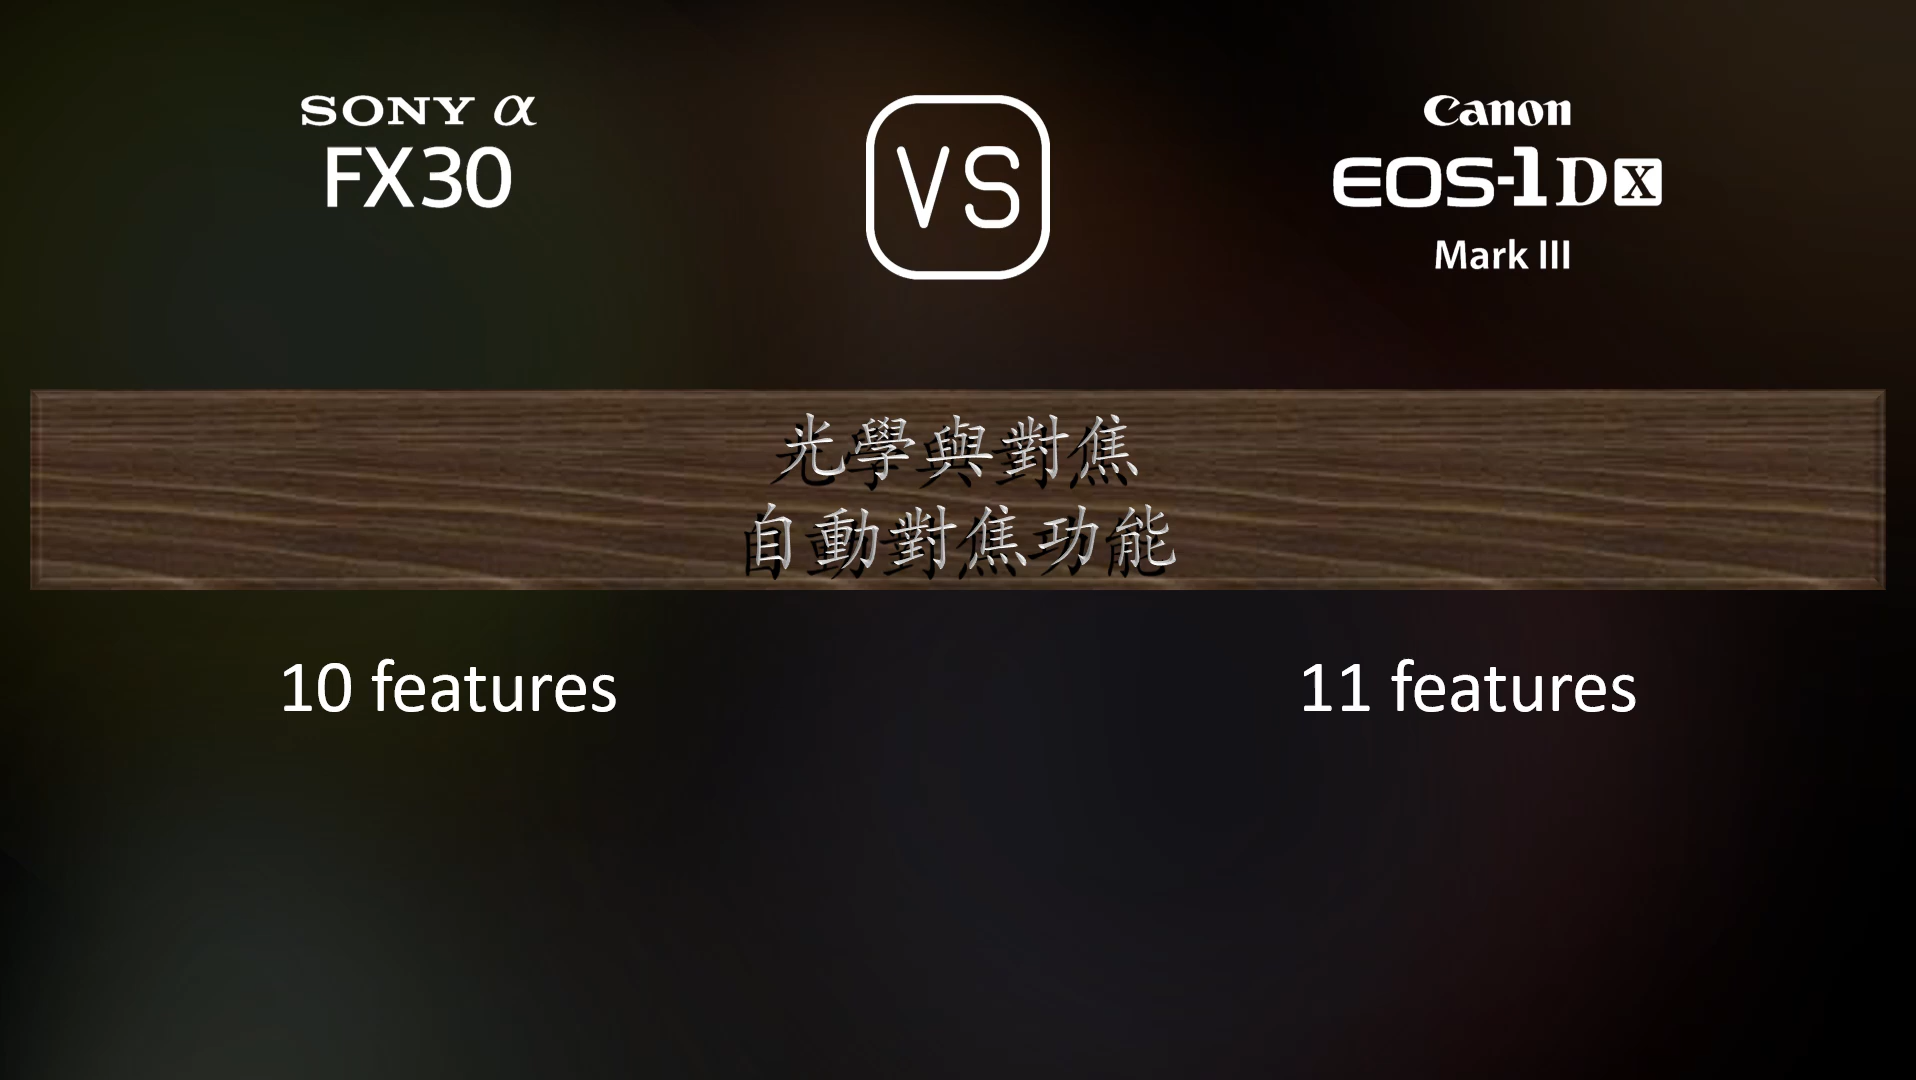 SONY α
FX30
VS
Canon
EOS-1DX
Mark III
光學與對焦
自動對焦功能
10 features
11 features